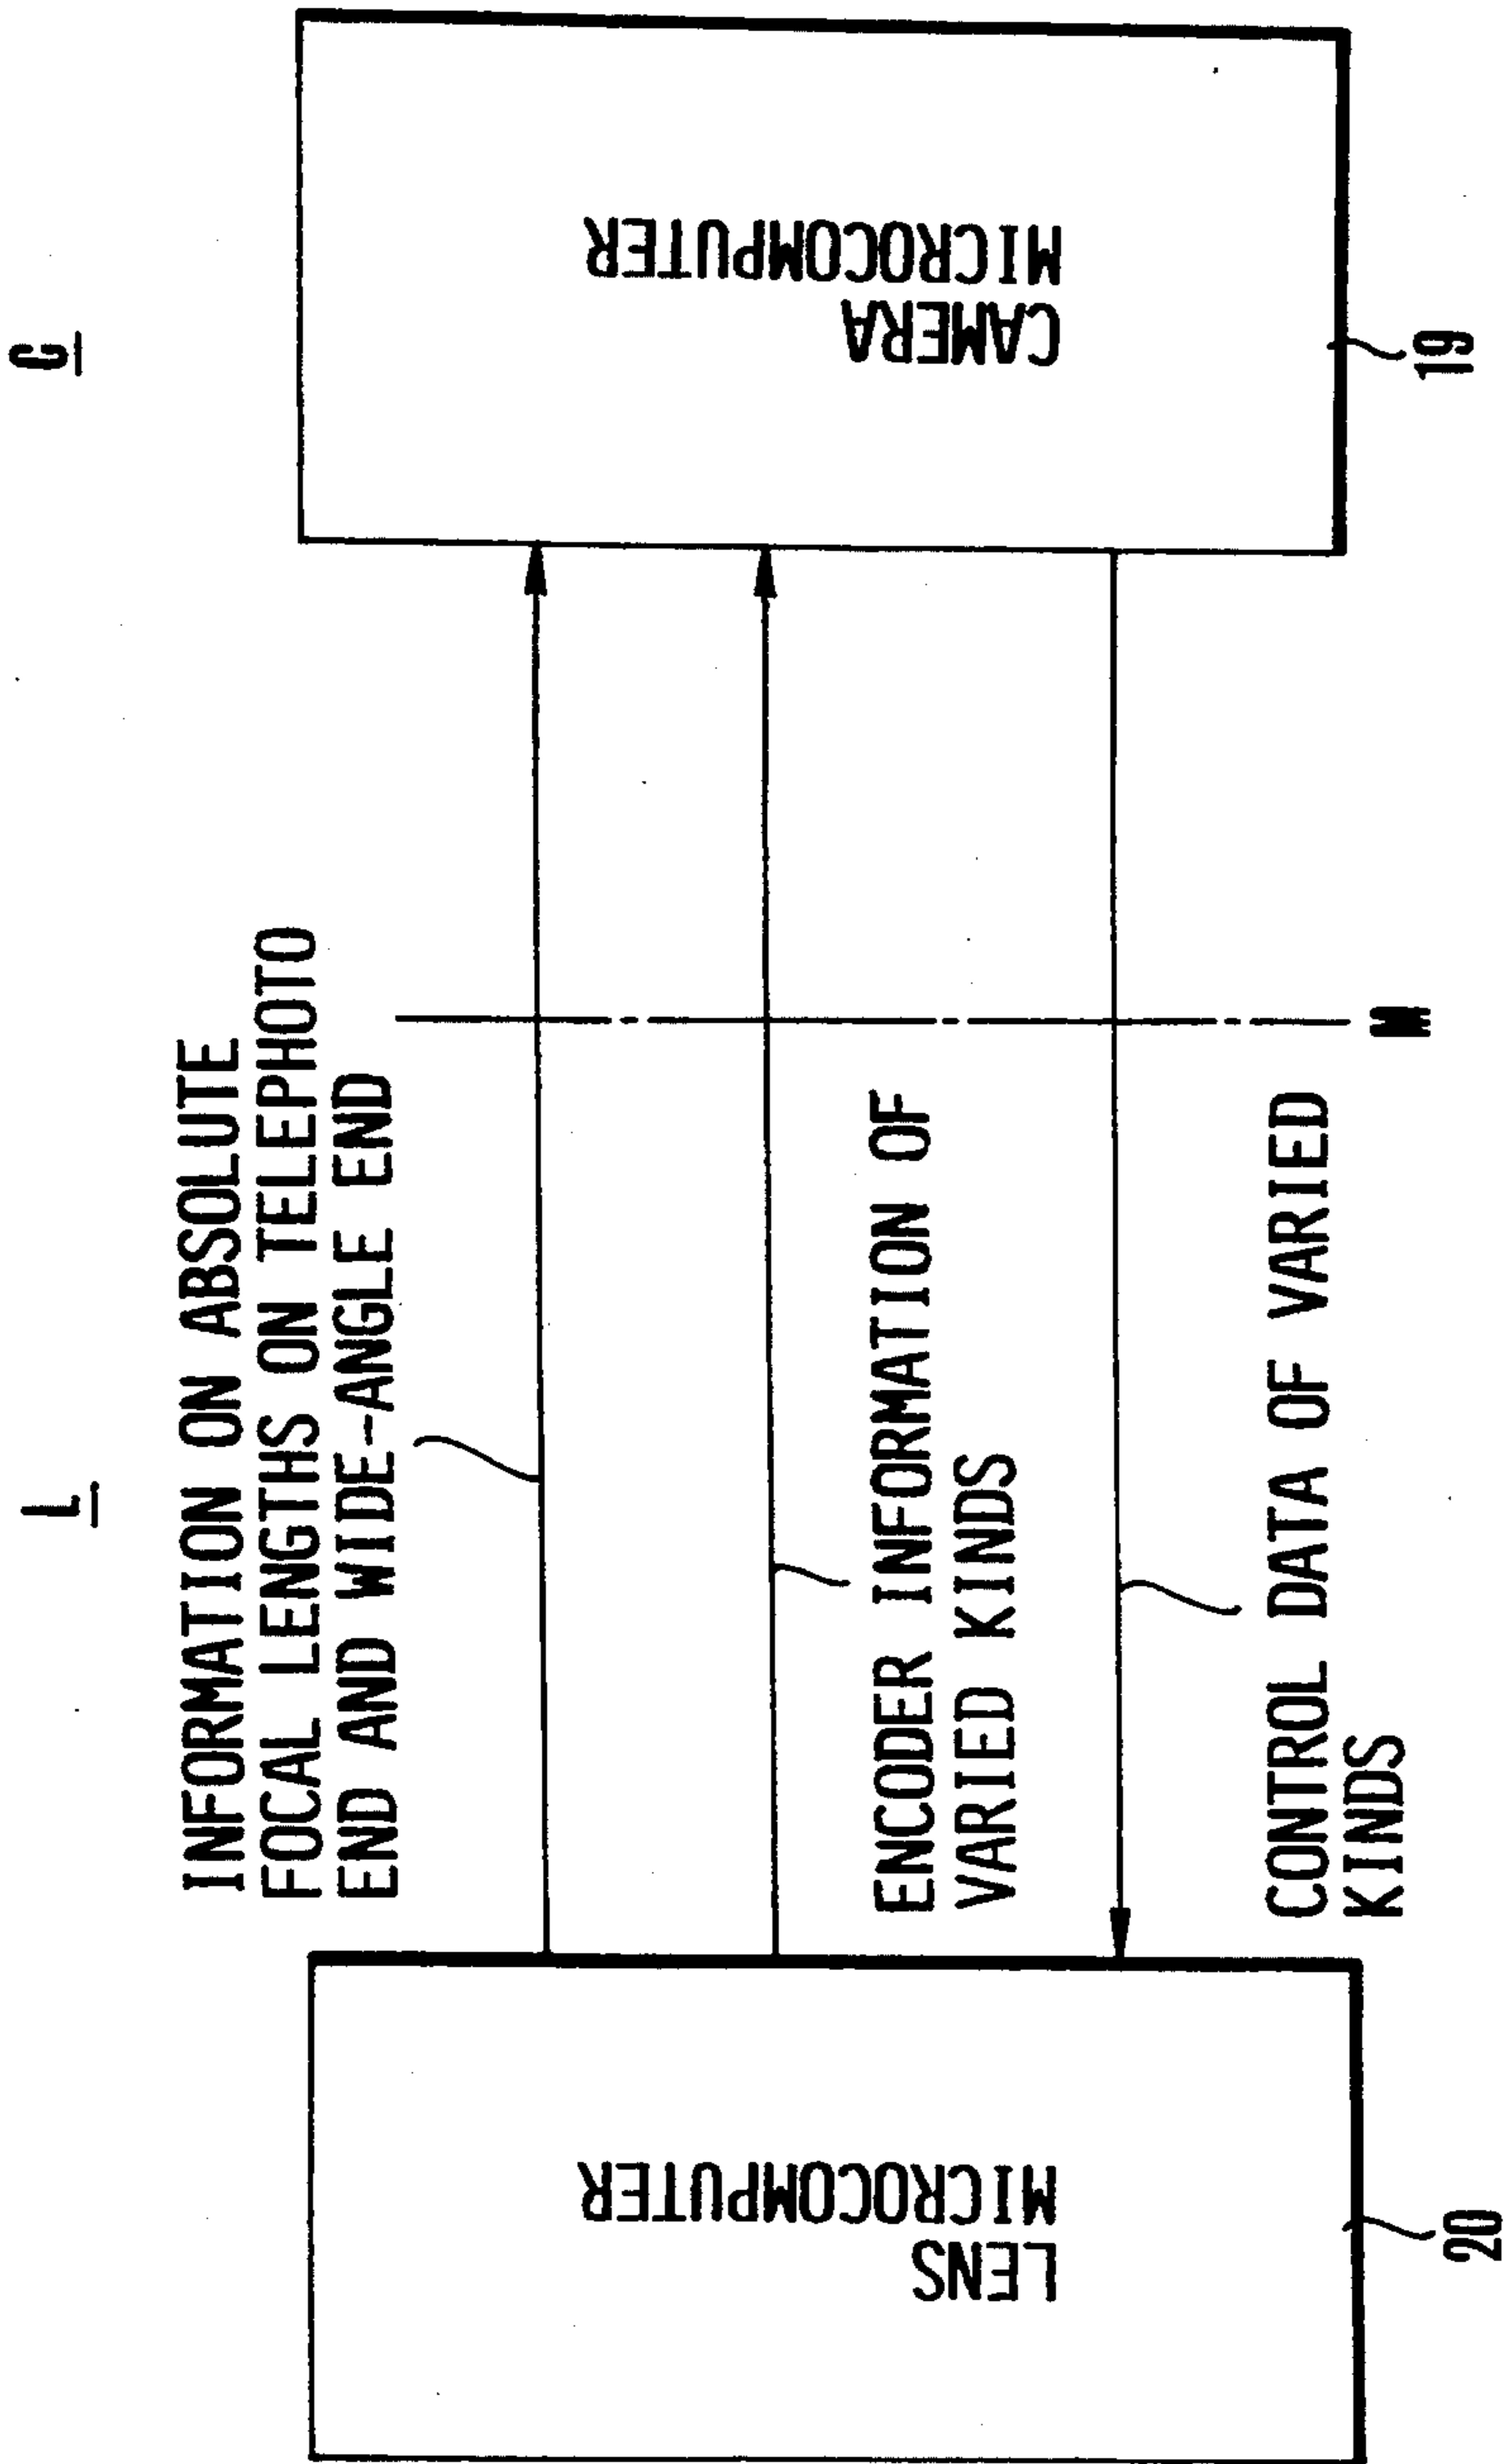 L
G
INFORMATION ON ABSOLUTE
FOCAL LENGTHS ON TELEPHOTO
END AND WIDE-ANGLE END
LENS
MICROCOMPUTER
CAMERA
MICROCOMPUTER
ENCODER INFORMATION OF
VARIED KINDS
CONTROL DATA OF VARIED
KINDS
20
M
19